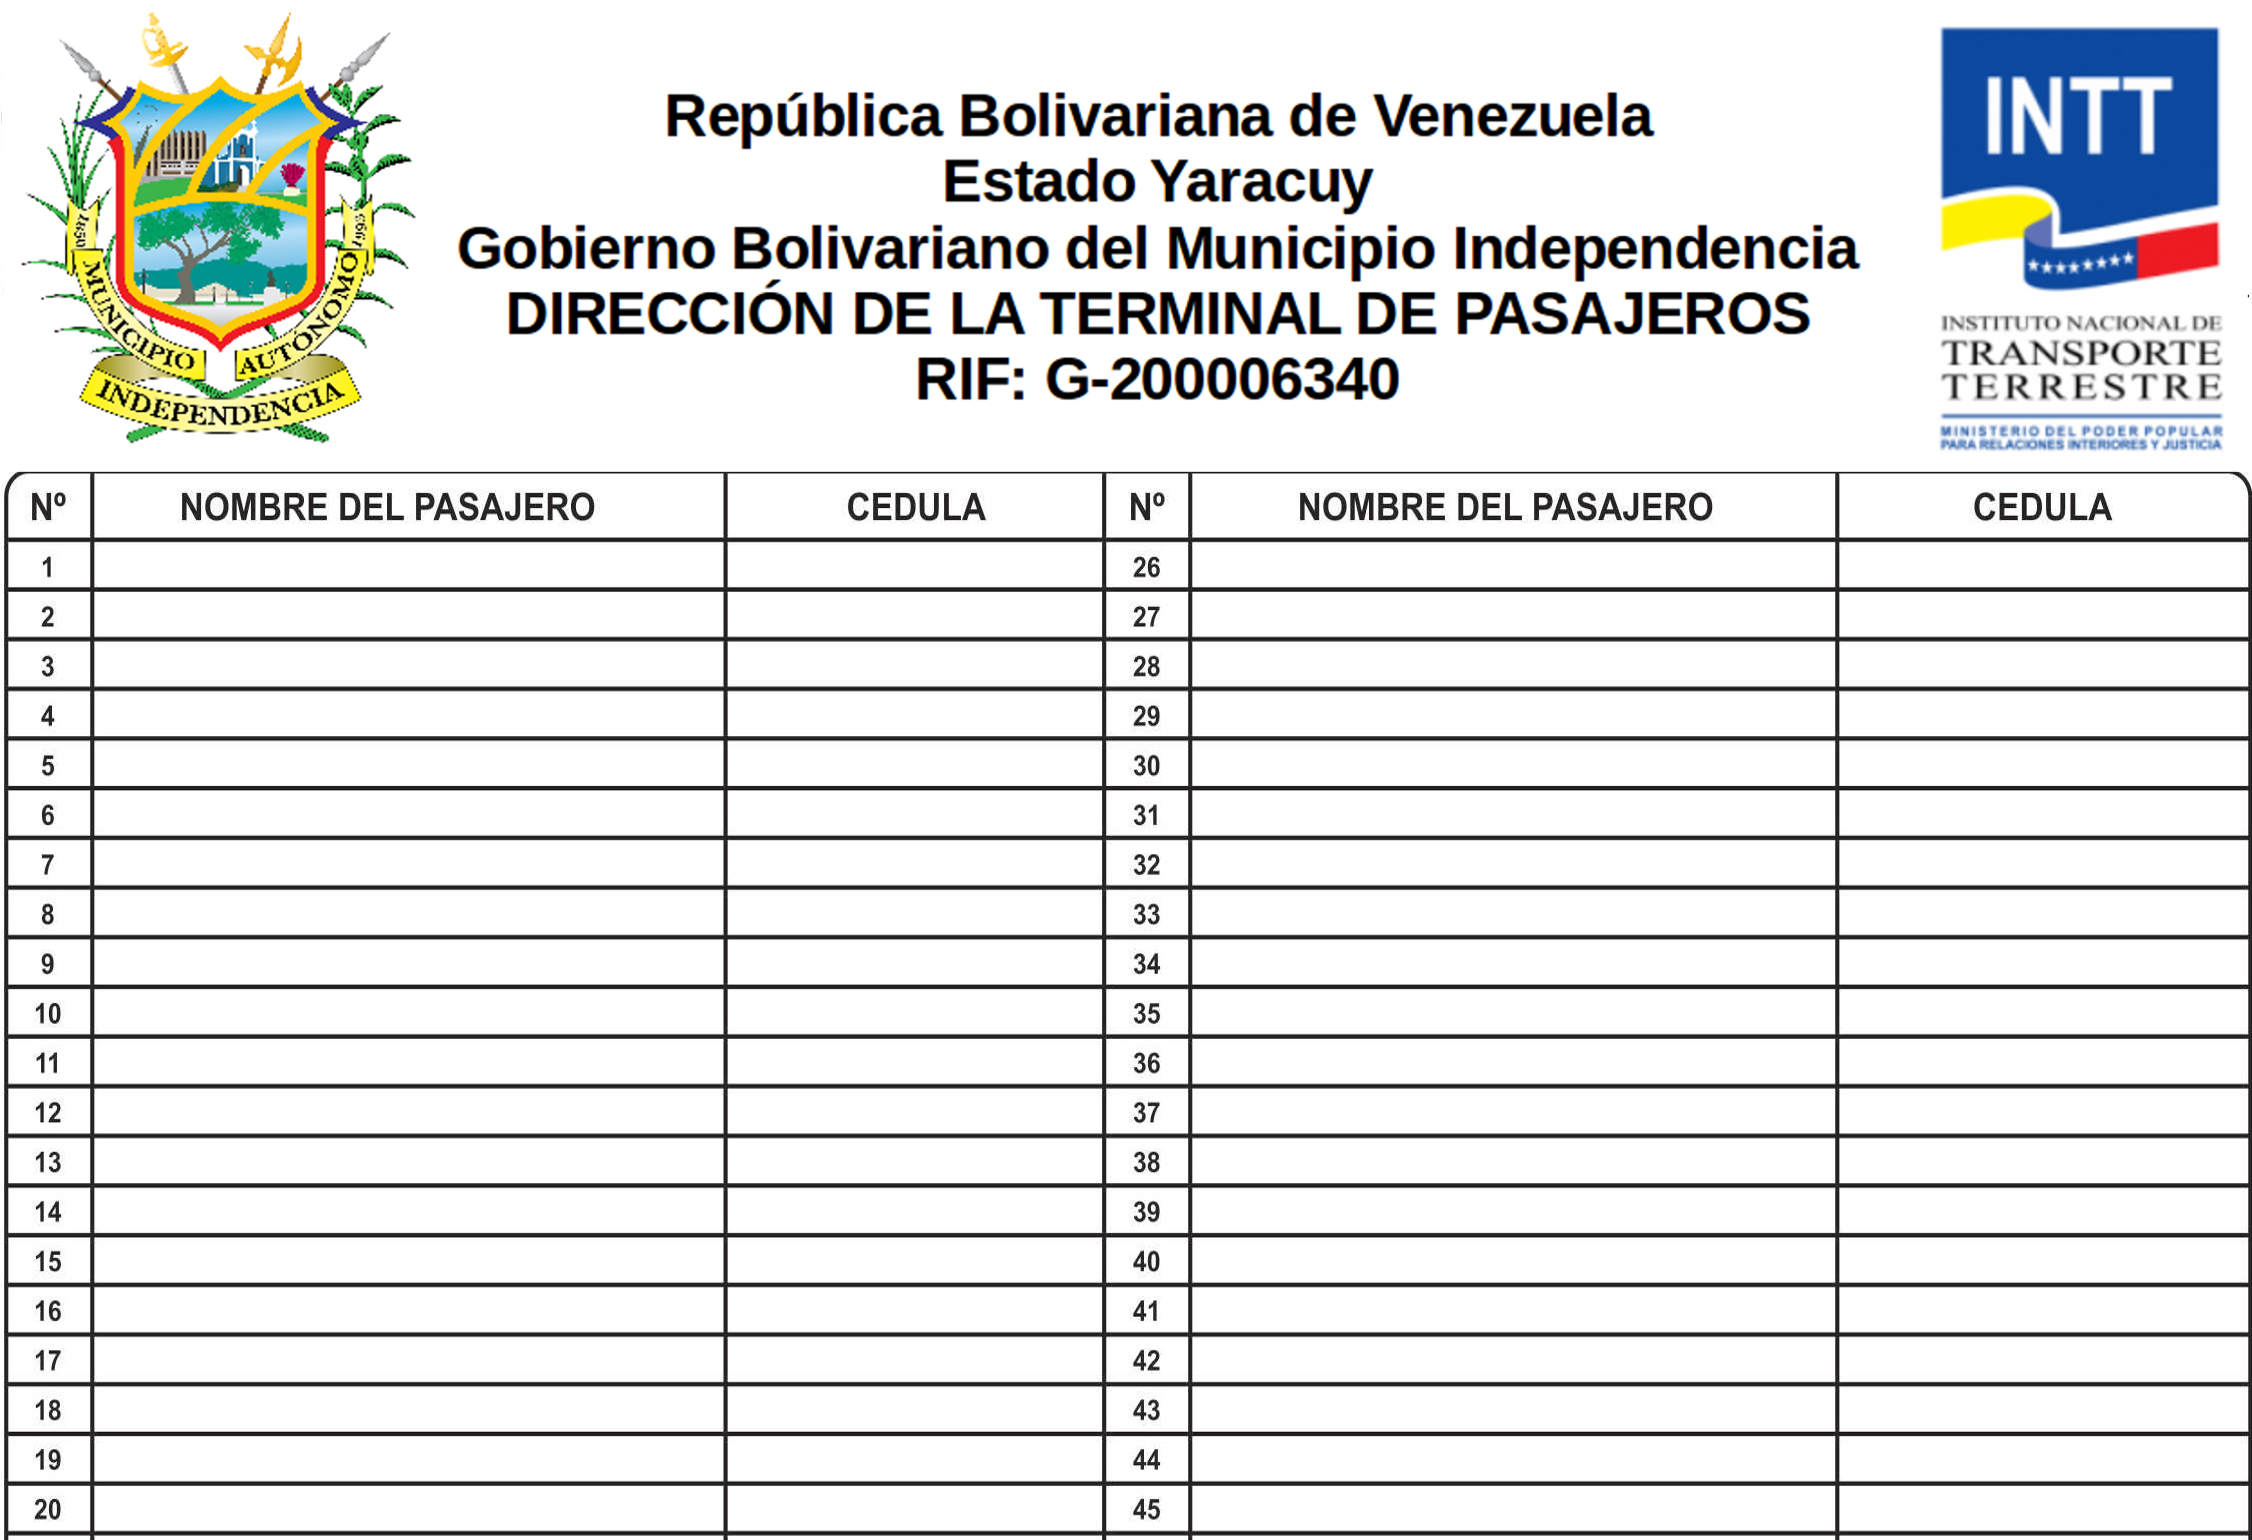 República Bolivariana de Venezuela
Estado Yaracuy
Gobierno Bolivariano del Municipio Independencia
DIRECCIÓN DE LA TERMINAL DE PASAJEROS
RIF: G-200006340
1850
1993
MUNICIPIO
AUTÓNOMO
INDEPENDENCIA
INTT
INSTITUTO NACIONAL DE
TRANSPORTE
TERRESTRE
MINISTERIO DEL PODER POPULAR
PARA RELACIONES INTERIORES Y JUSTICIA
Nº NOMBRE DEL PASAJERO CEDULA Nº NOMBRE DEL PASAJERO CEDULA
1 26
2 27
3 28
4 29
5 30
6 31
7 32
8 33
9 34
10 35
11 36
12 37
13 38
14 39
15 40
16 41
17 42
18 43
19 44
20 45